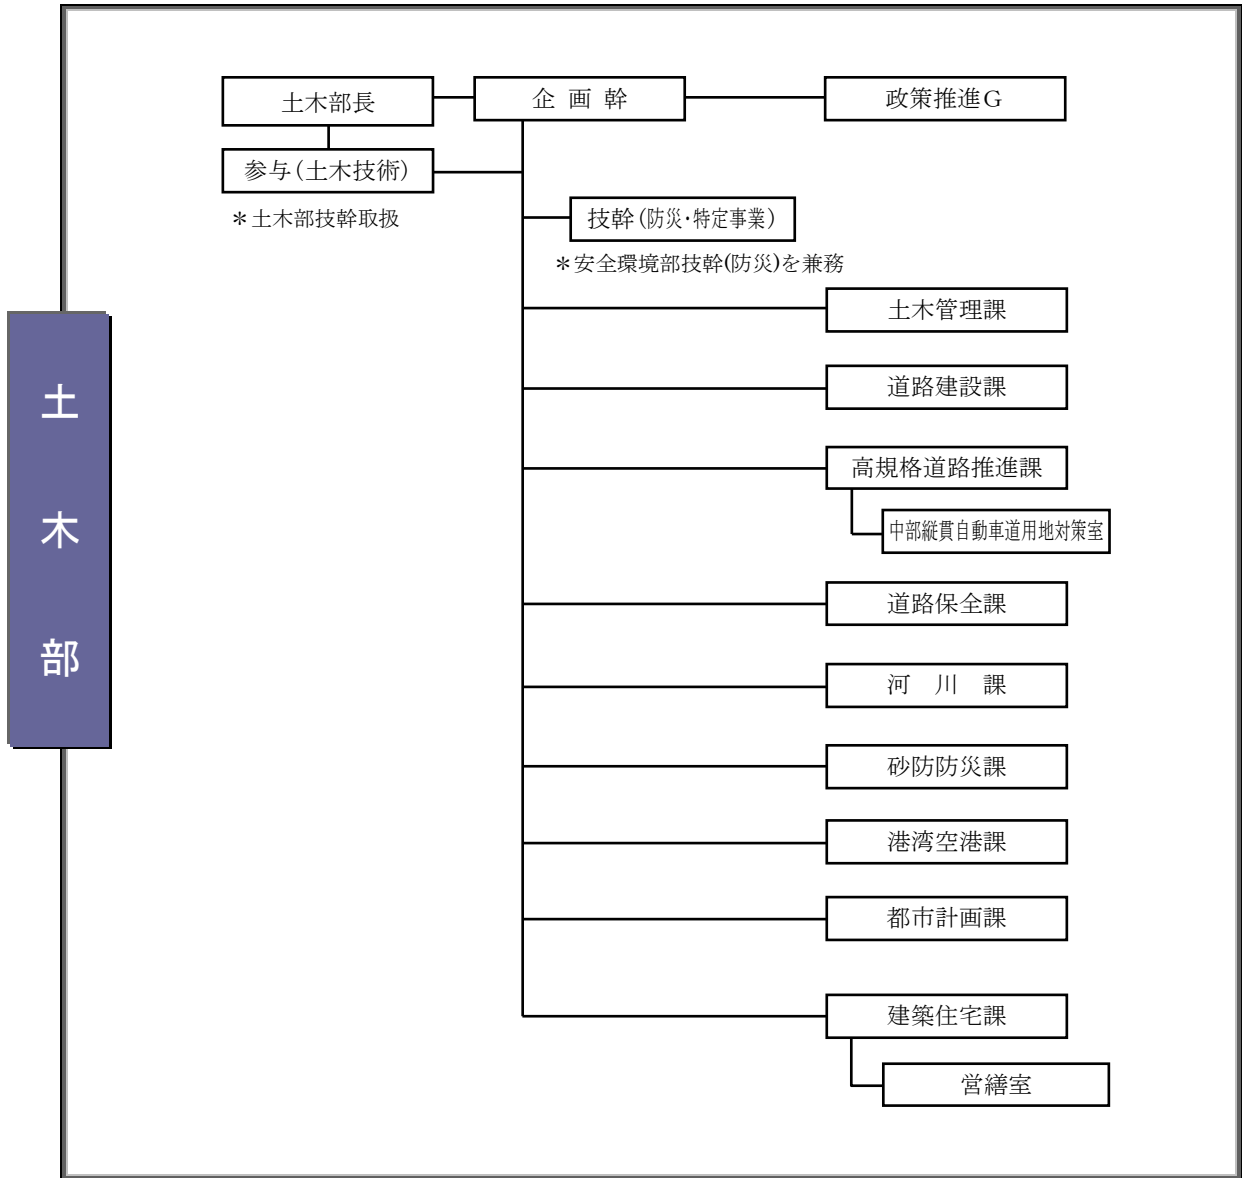 土木部
土木部長
企 画 幹
政策推進G
参与(土木技術)
＊土木部技幹取扱
技幹(防災・特定事業)
＊安全環境部技幹(防災)を兼務
土木管理課
道路建設課
高規格道路推進課
中部縦貫自動車道用地対策室
道路保全課
河 川 課
砂防防災課
港湾空港課
都市計画課
建築住宅課
営繕室